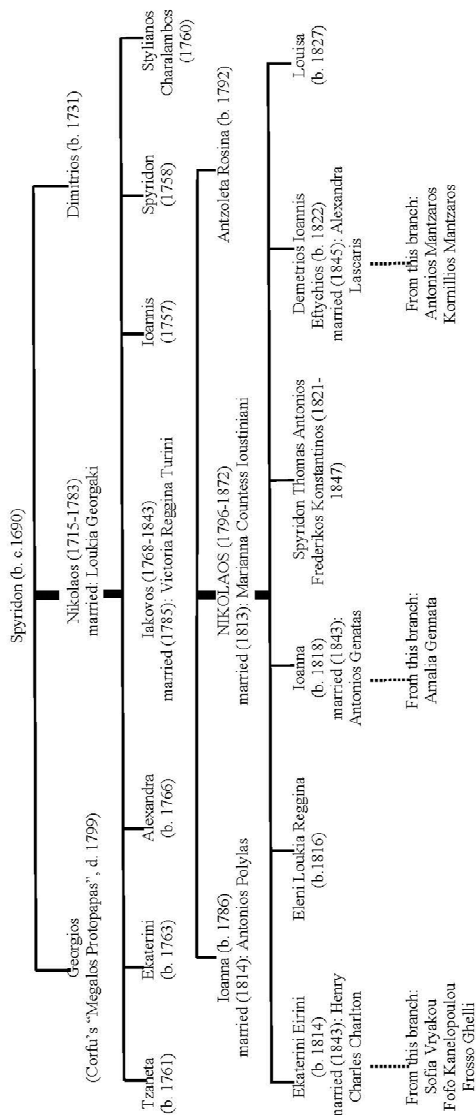 Spyridon (b. c.1690)
Georgios
(Corfu's "Megalos Protopapas", d. 1799)
Nikolaos (1715-1783)
married: Loukia Georgaki
Dimitrios (b. 1731)
Tzaneta
(b. 1761)
Ekaterini
(b. 1763)
Alexandra
(b. 1766)
Iakovos (1768-1843)
married (1785): Victoria Reggina Turini
Ioannis
(1757)
Spyridon
(1758)
Stylianos
Charalambos
(1760)
Ioanna (b. 1786)
married (1814): Antonios Polylas
NIKOLAOS (1796-1872)
married (1813): Marianna Countess Ioustiniani
Antzoleta Rosina (b. 1792)
Ekaterini Eirini
(b. 1814)
married (1843): Henry
Charles Charlton
Eleni Loukia Reggina
(b.1816)
Ioanna
(b. 1818)
married (1843):
Antonios Genatas
Spyridon Thomas Antonios
Frederikos Konstantinos (1821-
1847)
Demetrios Ioannis
Eftychios (b. 1822)
married (1845): Alexandra
Lascaris
Louisa
(b. 1827)
From this branch:
Sofia Vryakou
Fofo Kanelopoulou
Frosso Ghelli
From this branch:
Amalia Gennata
From this branch:
Antonios Mantzaros
Kornillios Mantzaros